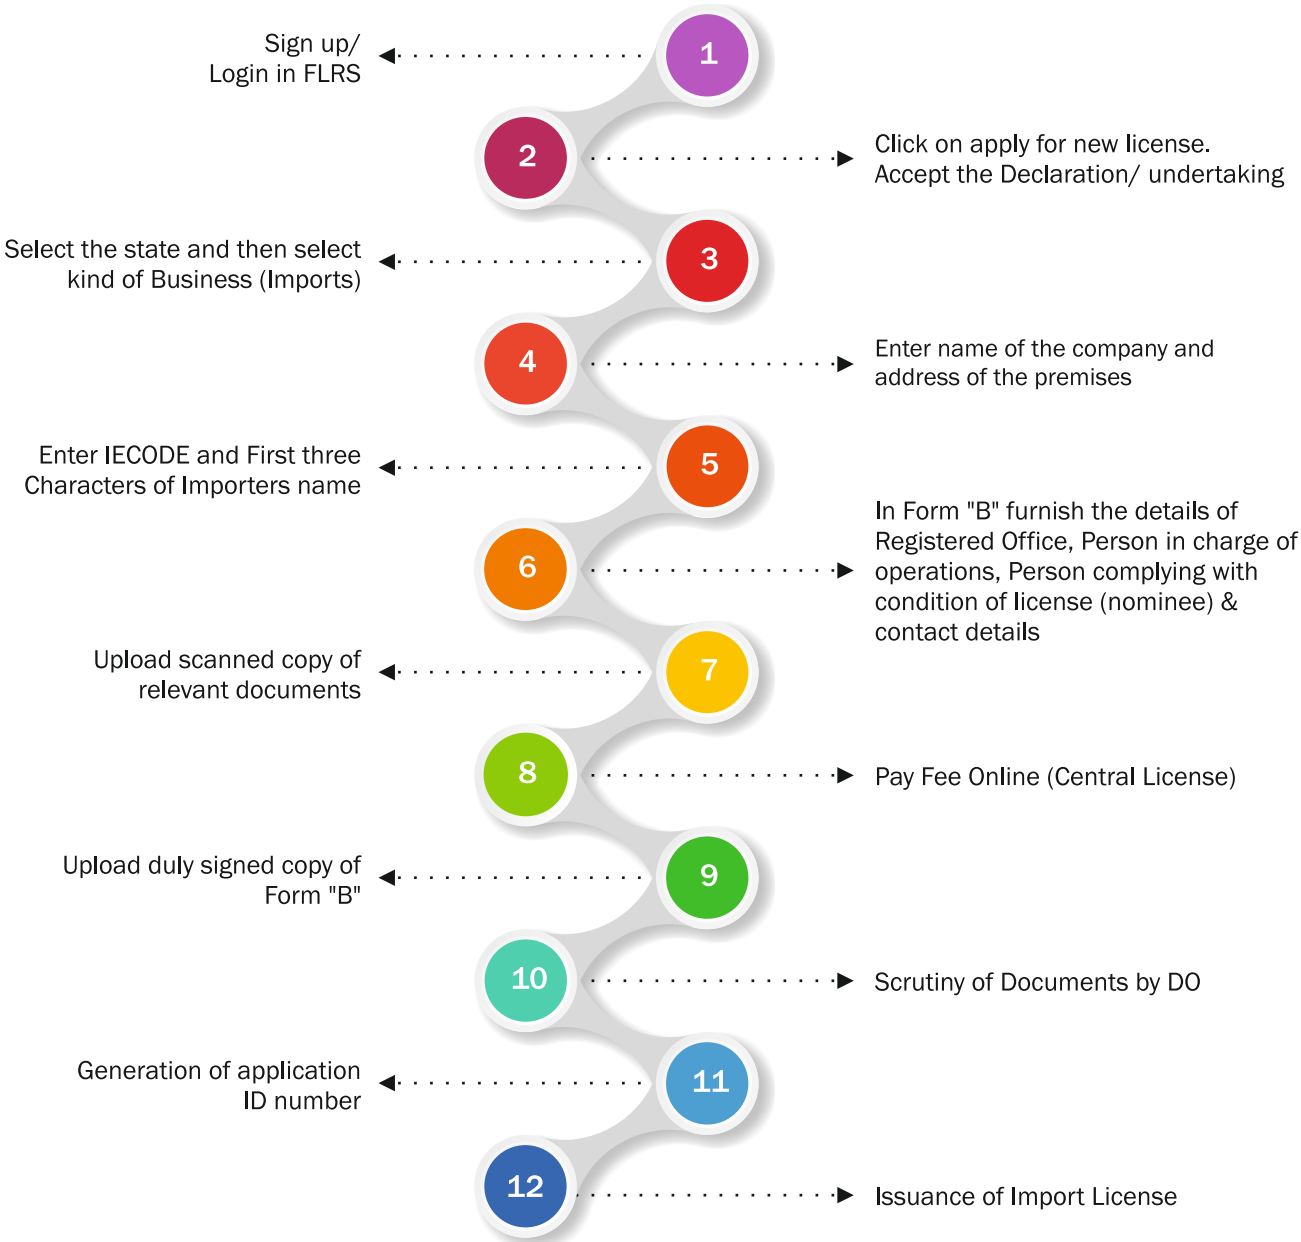 1
Sign up/
Login in FLRS
2
Click on apply for new license.
Accept the Declaration/ undertaking
3
Select the state and then select
kind of Business (Imports)
4
Enter name of the company and
address of the premises
5
Enter IECODE and First three
Characters of Importers name
6
In Form "B" furnish the details of
Registered Office, Person in charge of
operations, Person complying with
condition of license (nominee) &
contact details
7
Upload scanned copy of
relevant documents
8
Pay Fee Online (Central License)
9
Upload duly signed copy of
Form "B"
10
Scrutiny of Documents by DO
11
Generation of application
ID number
12
Issuance of Import License